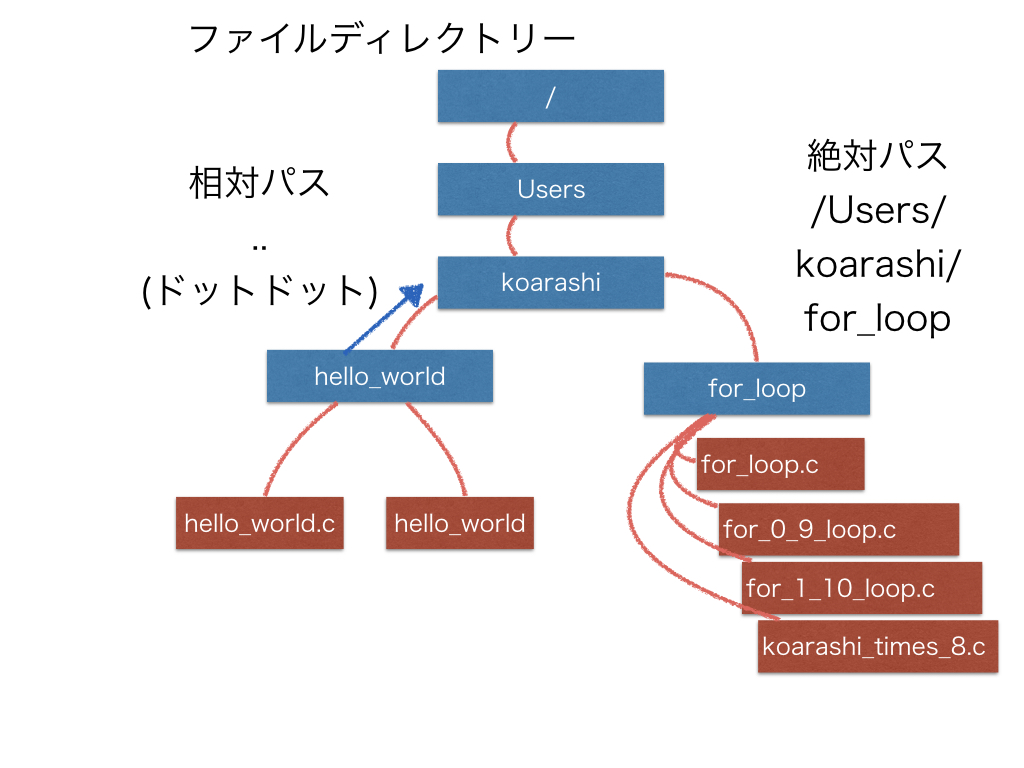 ファイルディレクトリー
/
Users
koarashi
相対パス
..
(ドットドット)
絶対パス
/Users/
koarashi/
for_loop
hello_world
for_loop
hello_world.c
hello_world
for_loop.c
for_0_9_loop.c
for_1_10_loop.c
koarashi_times_8.c